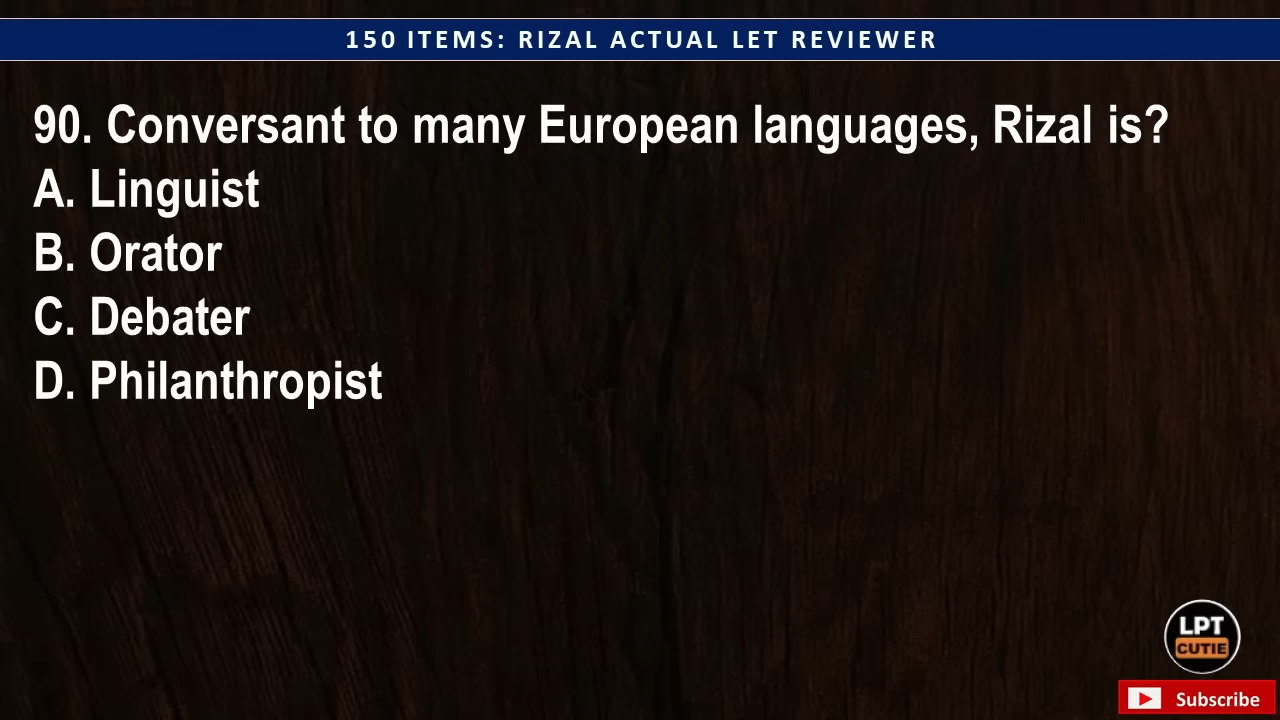 150 ITEMS: RIZAL ACTUAL LET REVIEWER
90. Conversant to many European languages, Rizal is?
A. Linguist
B. Orator
C. Debater
D. Philanthropist
LPT
CUTIE
Subscribe